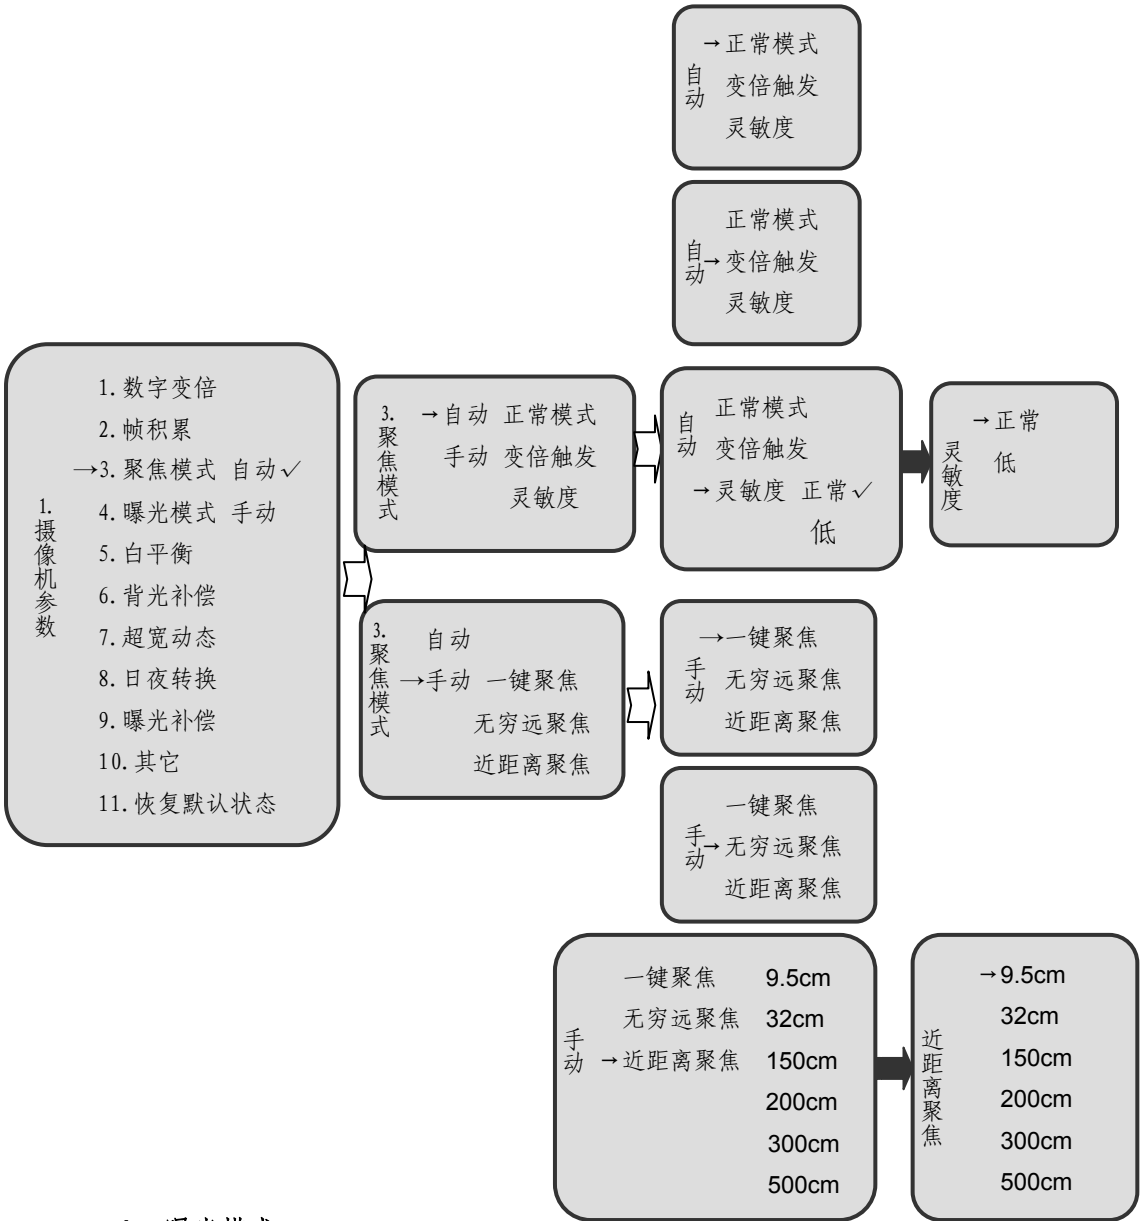 →正常模式
自动
变倍触发
灵敏度
正常模式
自动
→变倍触发
灵敏度
1.摄像机参数
1.数字变倍
2.帧积累
→3.聚焦模式 自动✓
4.曝光模式 手动
5.白平衡
6.背光补偿
7.超宽动态
8.日夜转换
9.曝光补偿
10.其它
11.恢复默认状态
3.聚焦模式
→自动 正常模式
手动 变倍触发
灵敏度
自动
正常模式
变倍触发
→灵敏度 正常✓
低
灵敏度
→正常
低
3.聚焦模式
自动
→手动 一键聚焦
无穷远聚焦
近距离聚焦
手动
→一键聚焦
无穷远聚焦
近距离聚焦
手动
一键聚焦
→无穷远聚焦
近距离聚焦
手动
一键聚焦 9.5cm
无穷远聚焦 32cm
→近距离聚焦 150cm
200cm
300cm
500cm
近距离聚焦
→9.5cm
32cm
150cm
200cm
300cm
500cm